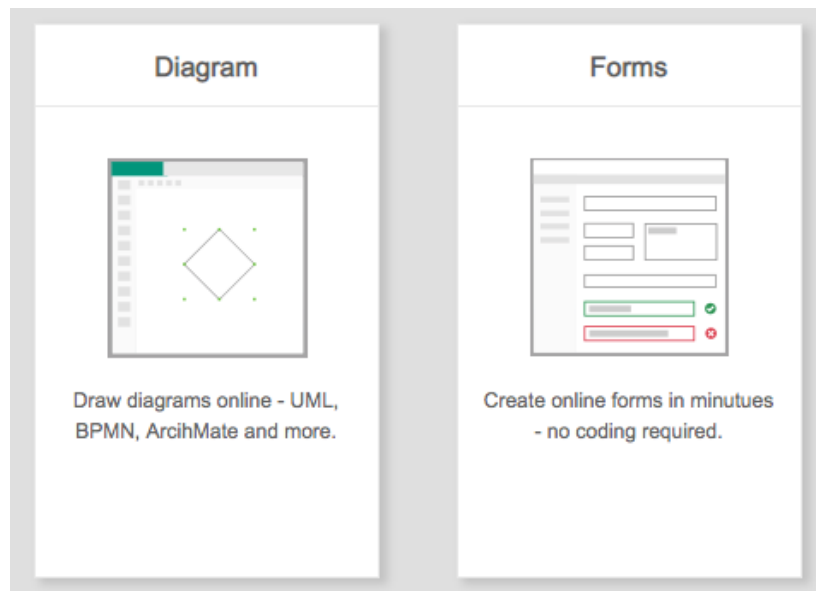 Diagram
Draw diagrams online - UML,
BPMN, ArcihMate and more.
Forms
Create online forms in minutues
- no coding required.